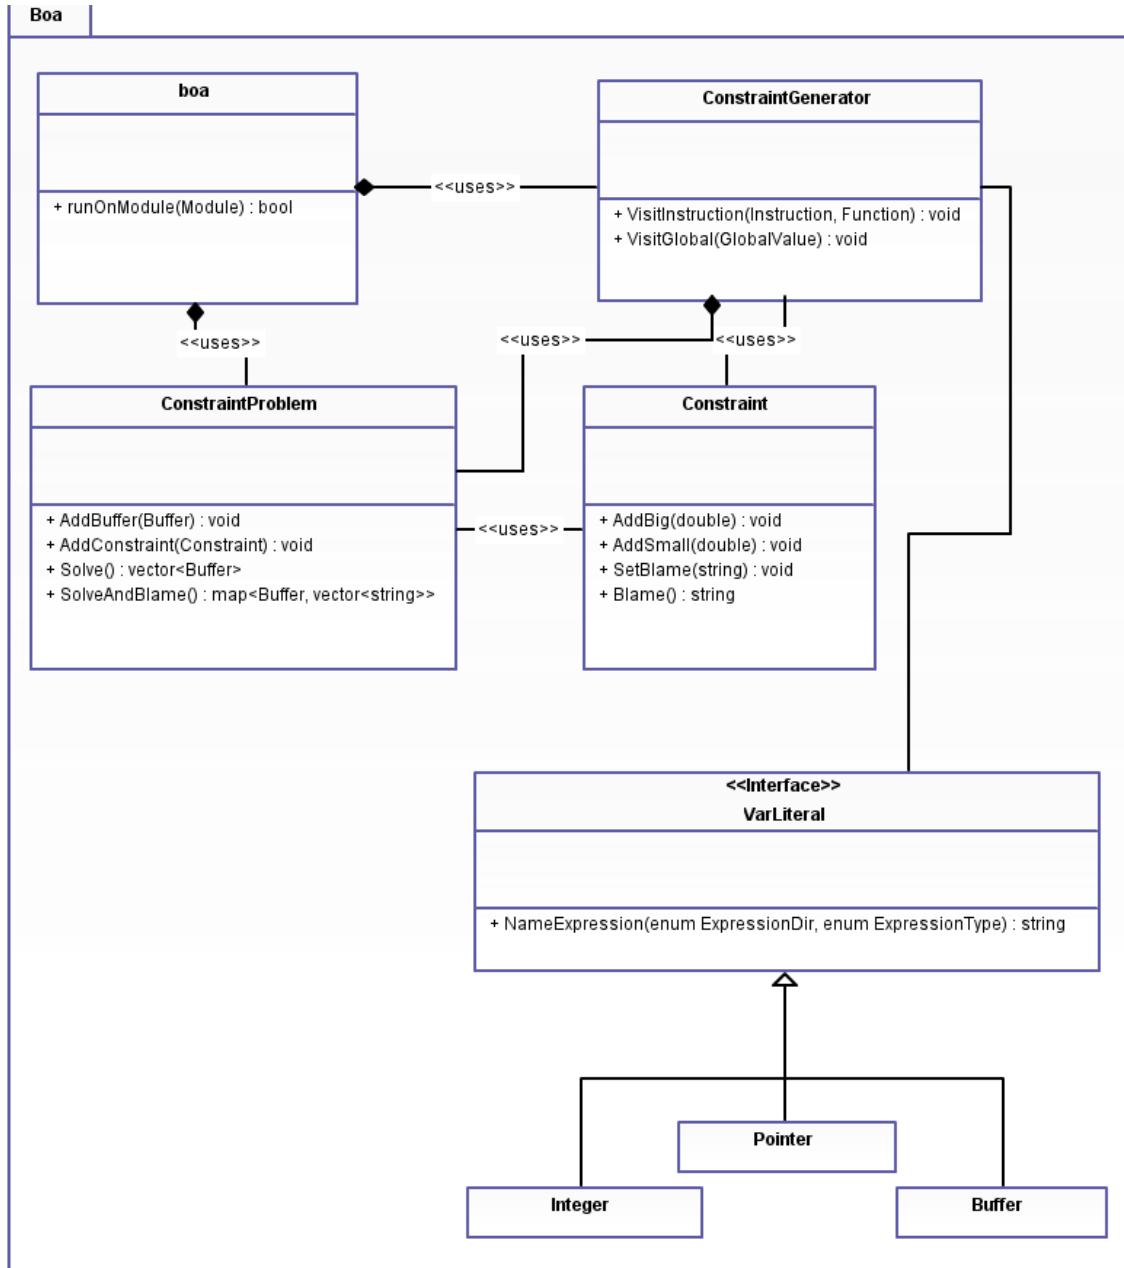 Boa
boa
+ runOnModule(Module) : bool
<<uses>>
ConstraintGenerator
+ VisitInstruction(Instruction, Function) : void
+ VisitGlobal(GlobalValue) : void
<<uses>>
<<uses>>
<<uses>>
ConstraintProblem
+ AddBuffer(Buffer) : void
+ AddConstraint(Constraint) : void
+ Solve() : vector<Buffer>
+ SolveAndBlame() : map<Buffer, vector<string>>
<<uses>>
Constraint
+ AddBig(double) : void
+ AddSmall(double) : void
+ SetBlame(string) : void
+ Blame() : string
<<Interface>>
VarLiteral
+ NameExpression(enum ExpressionDir, enum ExpressionType) : string
Pointer
Integer
Buffer